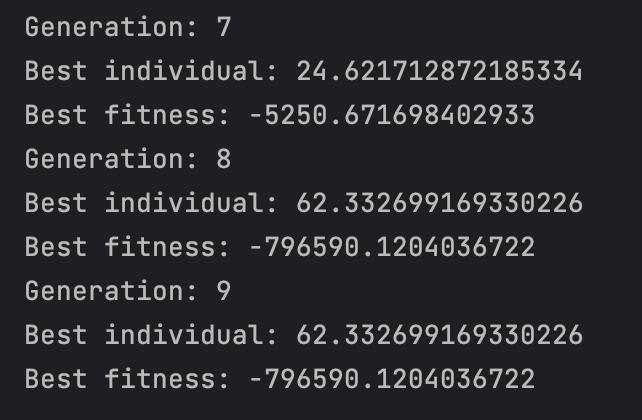 Generation: 7
Best individual: 24.621712872185334
Best fitness: -5250.671698402933
Generation: 8
Best individual: 62.332699169330226
Best fitness: -796590.1204036722
Generation: 9
Best individual: 62.332699169330226
Best fitness: -796590.1204036722